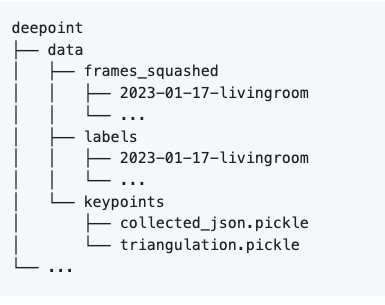 deepoint
├── data
│   ├── frames_squashed
│   │   ├── 2023-01-17-livingroom
│   │   └── ...
│   ├── labels
│   │   ├── 2023-01-17-livingroom
│   │   └── ...
│   └── keypoints
│       ├── collected_json.pickle
│       └── triangulation.pickle
└── ...